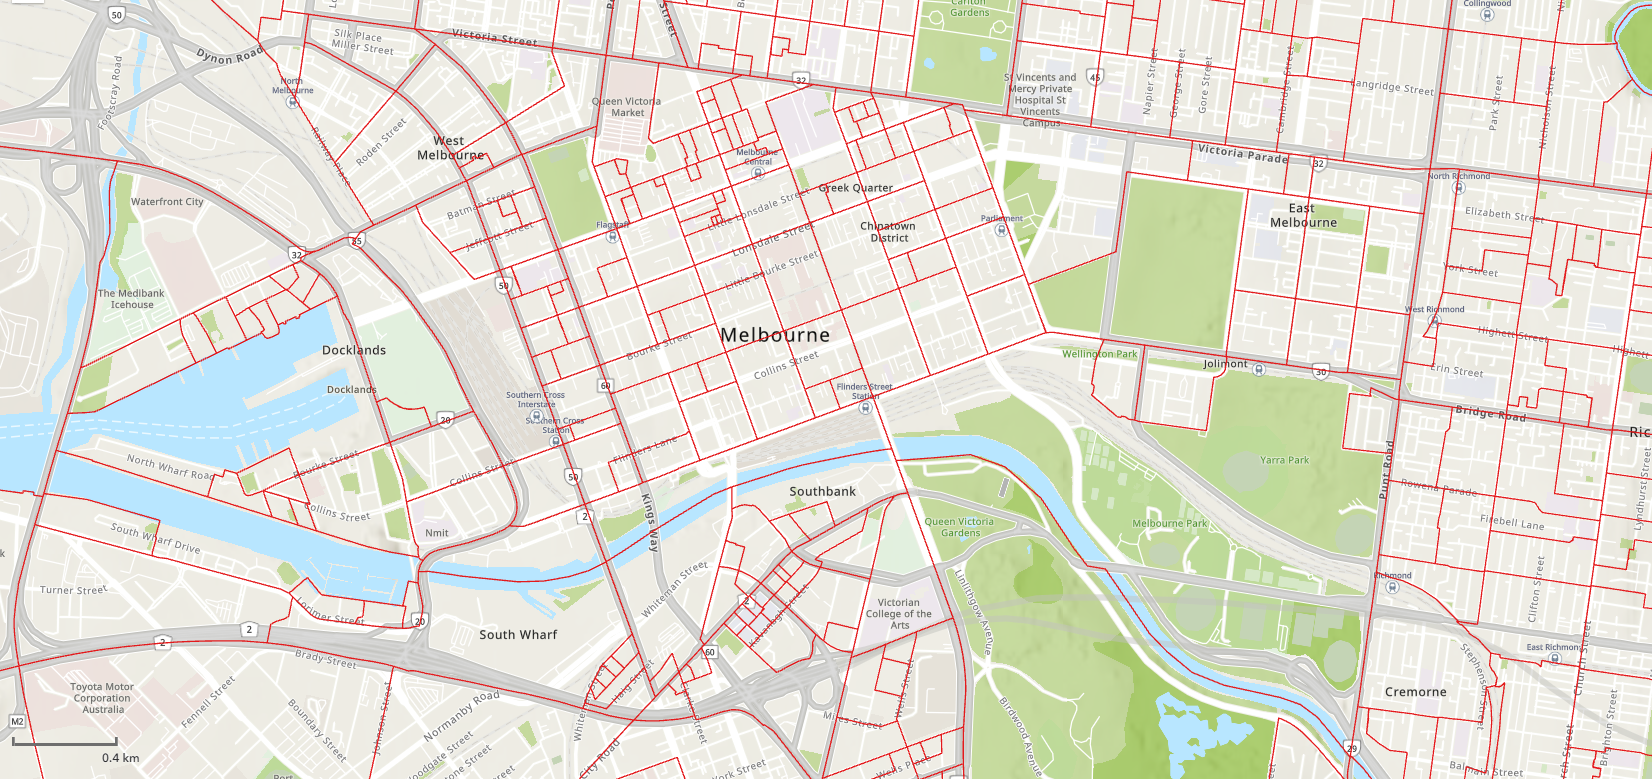 50
Victoria Street
Silk Place
Miller Street
Dynon Road
Footscray Road
North
Melbourne
Railway Place
Roden Street
West
Melbourne
Batman Street
Jeffcott Street
Waterfront City
The Medibank
Icehouse
32
35
50
Queen Victoria
Market
Melbourne
Central
Flagstaff
Little Lonsdale Street
Lonsdale Street
Little Bourke Street
Greek Quarter
Chinatown
District
Parliament
Carlton
Gardens
32
St Vincents and
Mercy Private
Hospital St
Vincents
Campus
45
Napier Street
George Street
Gore Street
Cambridge Street
Langridge Street
Park Street
Nicholson Street
Collingwood
Victoria Parade
32
North Richmond
East
Melbourne
Elizabeth Street
York Street
West Richmond
Highett Street
Highett
Erin Street
Bridge Road
Ric
Melbourne
Bourke Street
Collins Street
Flinders Street
Station
Wellington Park
Jolimont
30
Docklands
Docklands
60
Southern Cross
Interstate
Southern Cross
Station
20
Flinders Lane
50
2
Kings Way
North Wharf Road
Bourke Street
Collins Street
Collins Street
Nmit
South Wharf Drive
Turner Street
Lorimer Street
20
2
2
Brady Street
South Wharf
Whiteman Street
Southbank
Queen Victoria
Gardens
Yarra Park
Melbourne Park
Punt Road
Rowena Parade
Firebell Lane
Lyndhurst Street
Clifton Street
Richmond
East Richmond
Church Street
Stephenson Street
Cremorne
Brighton Street
Balmain Street
29
Linlithgow Avenue
Birdwood Avenue
Victorian
College of the
Arts
2
Kavanagh Street
60
Haig Street
Clarke Street
City Road
York Street
Miles Street
Wells Street
Wells Place
Normanby Road
Woodgate Street
Johnson Street
Boundary Street
Fennell Street
Toyota Motor
Corporation
Australia
M2
0.4 km